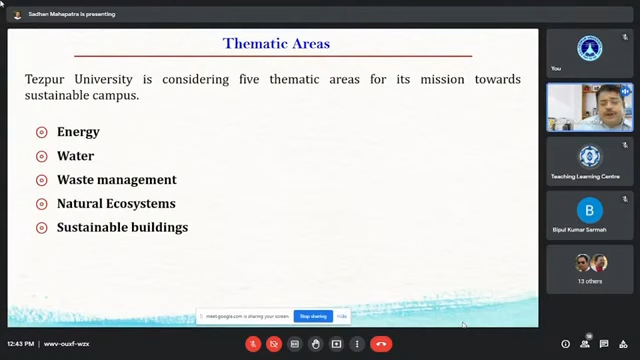 Sadhan Mahapatra is presenting
Thematic Areas
Tezpur University is considering five thematic areas for its mission towards
sustainable campus.
Energy
Water
Waste management
Natural Ecosystems
Sustainable buildings
meet.google.com is sharing your screen.
Stop sharing
Hide
You
Teaching Learning Centre
B
Bipul Kumar Sarmah
13 others
12:43 PM
wwv-ouxf-wzx